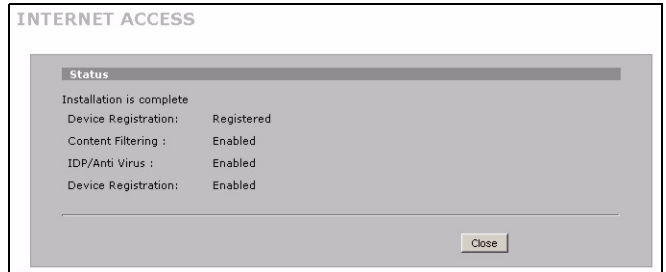 INTERNET ACCESS
Status
Installation is complete
Device Registration: Registered
Content Filtering : Enabled
IDP/Anti Virus : Enabled
Device Registration: Enabled
Close